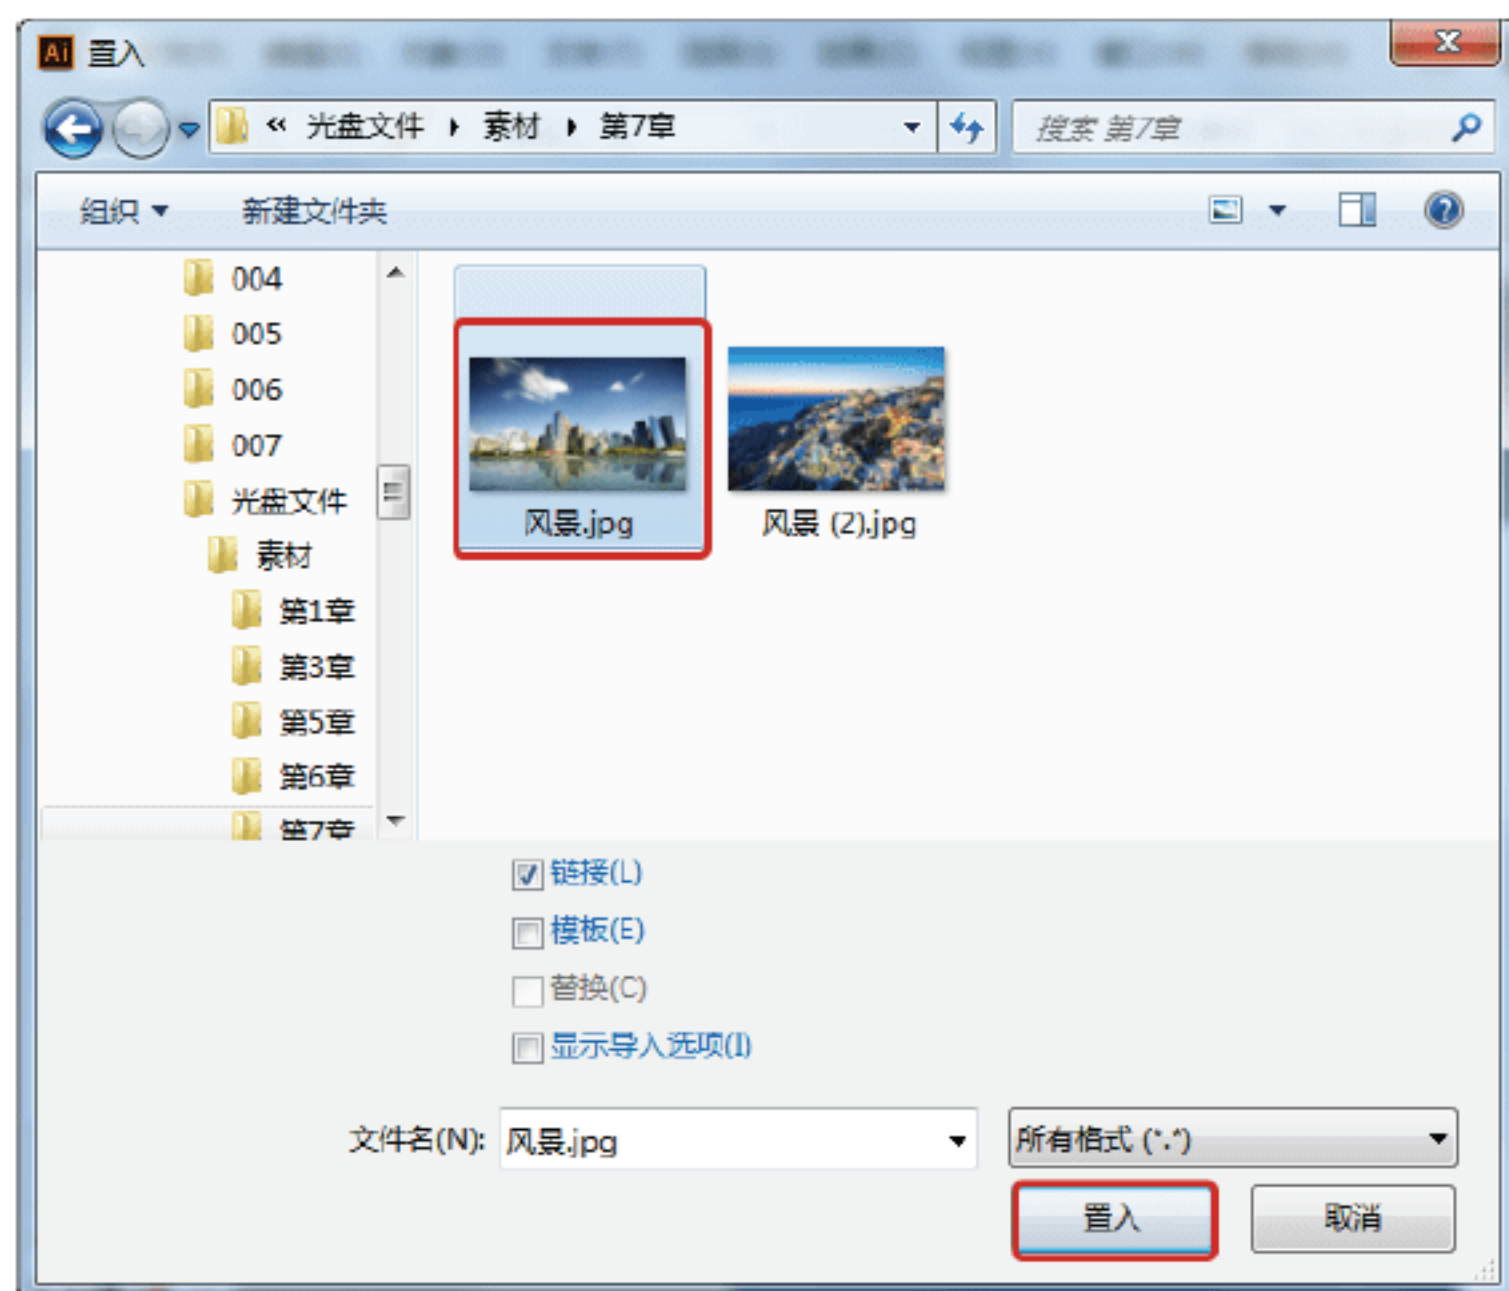 Ai 置入
« 光盘文件 素材 第7章 搜索 第7章
组织 新建文件夹
004
005
006
007
光盘文件
素材
第1章
第3章
第5章
第6章
第7章
风景.jpg 风景 (2).jpg
链接(L)
模板(E)
替换(C)
显示导入选项(I)
文件名(N): 风景.jpg 所有格式 (*.*)
置入 取消